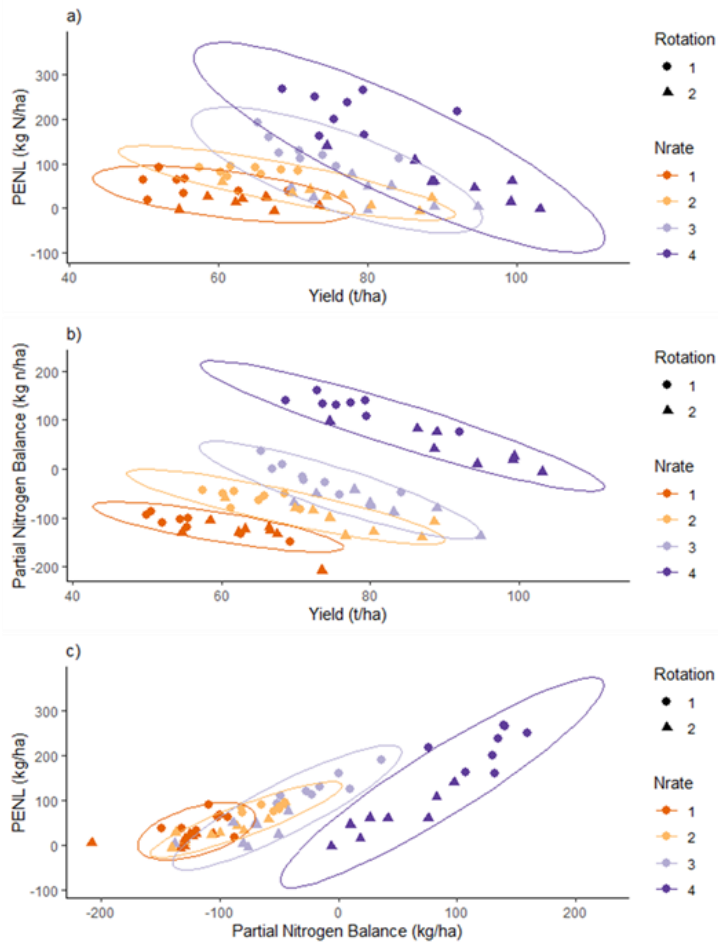 a)
PENL (kg N/ha)
300
200
100
0
-100
40 60 80 100
Yield (t/ha)
Rotation
1
2
Nrate
1
2
3
4
b)
Partial Nitrogen Balance (kg n/ha)
200
100
0
-100
-200
40 60 80 100
Yield (t/ha)
Rotation
1
2
Nrate
1
2
3
4
c)
PENL (kg/ha)
300
200
100
0
-100
-200 -100 0 100 200
Partial Nitrogen Balance (kg/ha)
Rotation
1
2
Nrate
1
2
3
4